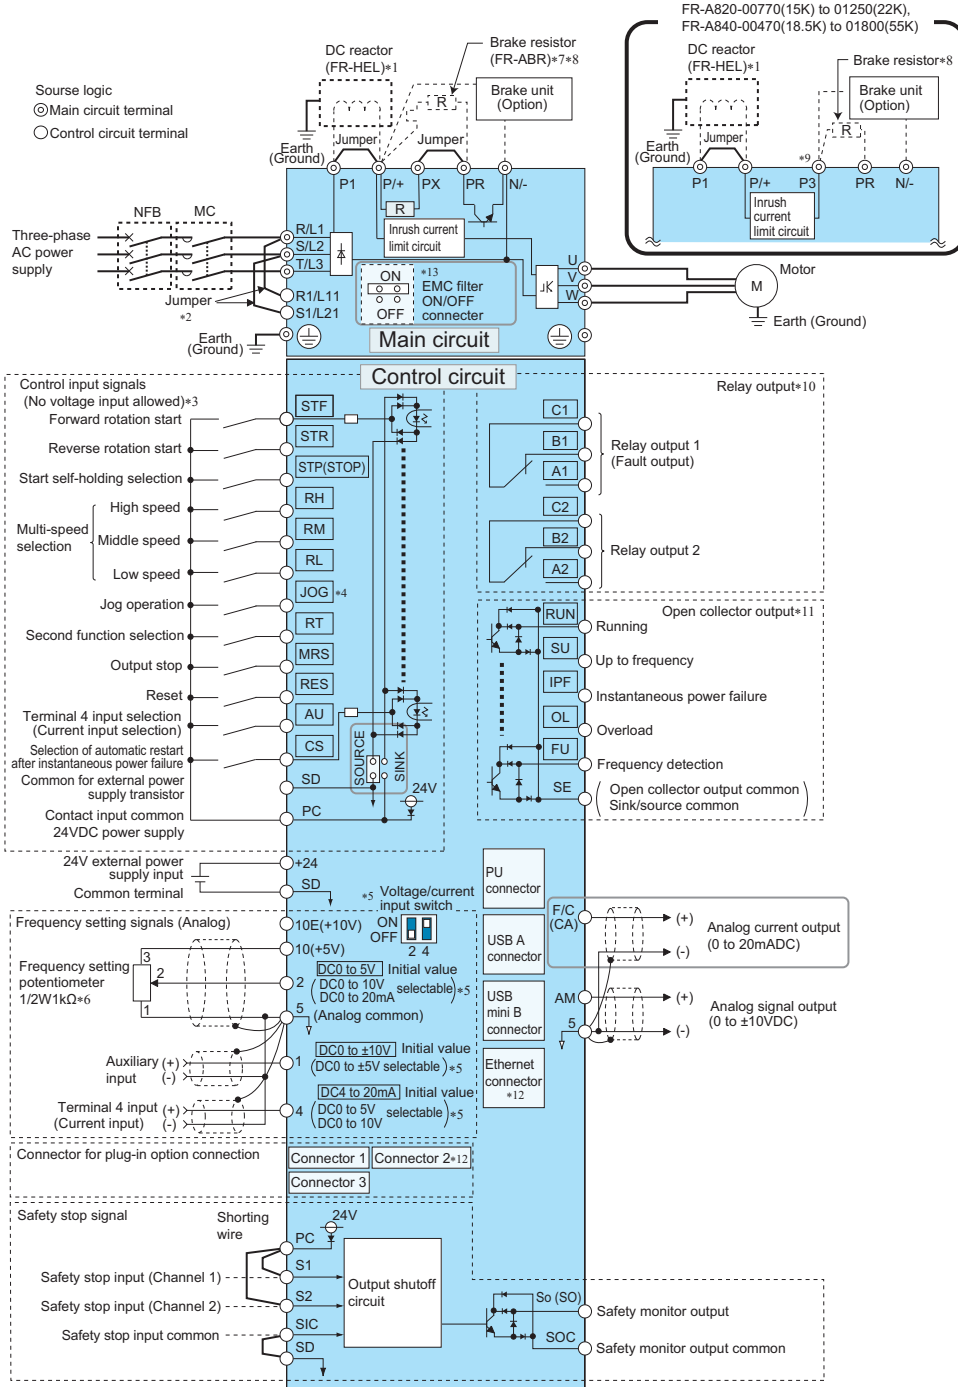 FR-A820-00770(15K) to 01250(22K),
FR-A840-00470(18.5K) to 01800(55K)
DC reactor
(FR-HEL)*1
Brake resistor*8
Brake unit
(Option)
R
Jumper
Earth
(Ground)
*9
P1
P/+
P3
PR
N/-
Inrush
current
limit circuit
Sourse logic
Main circuit terminal
Control circuit terminal
DC reactor
(FR-HEL)*1
Brake resistor
(FR-ABR)*7*8
Brake unit
(Option)
R
Earth
(Ground)
Jumper
Jumper
P1
P/+
PX
PR
N/-
R
Inrush current
limit circuit
NFB
MC
Three-phase
AC power
supply
R/L1
S/L2
T/L3
R1/L11
S1/L21
Jumper
*2
Earth
(Ground)
ON
OFF
*13
EMC filter
ON/OFF
connecter
U
V
W
Motor
M
Earth (Ground)
Main circuit
Control circuit
Control input signals
(No voltage input allowed)*3
Forward rotation start
STF
Reverse rotation start
STR
Start self-holding selection
STP(STOP)
Multi-speed
selection
High speed
RH
Middle speed
RM
Low speed
RL
Jog operation
JOG *4
Second function selection
RT
Output stop
MRS
Reset
RES
Terminal 4 input selection
(Current input selection)
AU
Selection of automatic restart
after instantaneous power failure
CS
Common for external power
supply transistor
SD
Contact input common
24VDC power supply
PC
SOURCE
SINK
24V
Relay output*10
C1
B1
A1
Relay output 1
(Fault output)
C2
B2
A2
Relay output 2
Open collector output*11
RUN
Running
SU
Up to frequency
IPF
Instantaneous power failure
OL
Overload
FU
Frequency detection
SE
Open collector output common
Sink/source common
24V external power
supply input
+24
Common terminal
SD
*5 Voltage/current
input switch
ON
OFF
2 4
Frequency setting signals (Analog)
10E(+10V)
10(+5V)
Frequency setting
potentometer
1/2W1kΩ*6
3
2
1
2
DC0 to 5V Initial value
DC0 to 10V
DC0 to 20mA
selectable *5
5
(Analog common)
Auxiliary
input
(+)
(-)
1
DC0 to ±10V Initial value
(DC0 to ±5V selectable) *5
Terminal 4 input
(Current input)
(+)
(-)
4
DC4 to 20mA Initial value
DC0 to 5V
DC0 to 10V
selectable *5
PU
connector
USB A
connector
USB
mini B
connector
Ethernet
connector
*12
F/C
(CA)
(+)
(-)
Analog current output
(0 to 20mADC)
AM
5
(+)
(-)
Analog signal output
(0 to ±10VDC)
Connector for plug-in option connection
Connector 1
Connector 2*12
Connector 3
Safety stop signal
Shorting
wire
24V
PC
S1
Safety stop input (Channel 1)
S2
Safety stop input (Channel 2)
SIC
Safety stop input common
SD
Output shutoff
circuit
So (SO)
Safety monitor output
SOC
Safety monitor output common